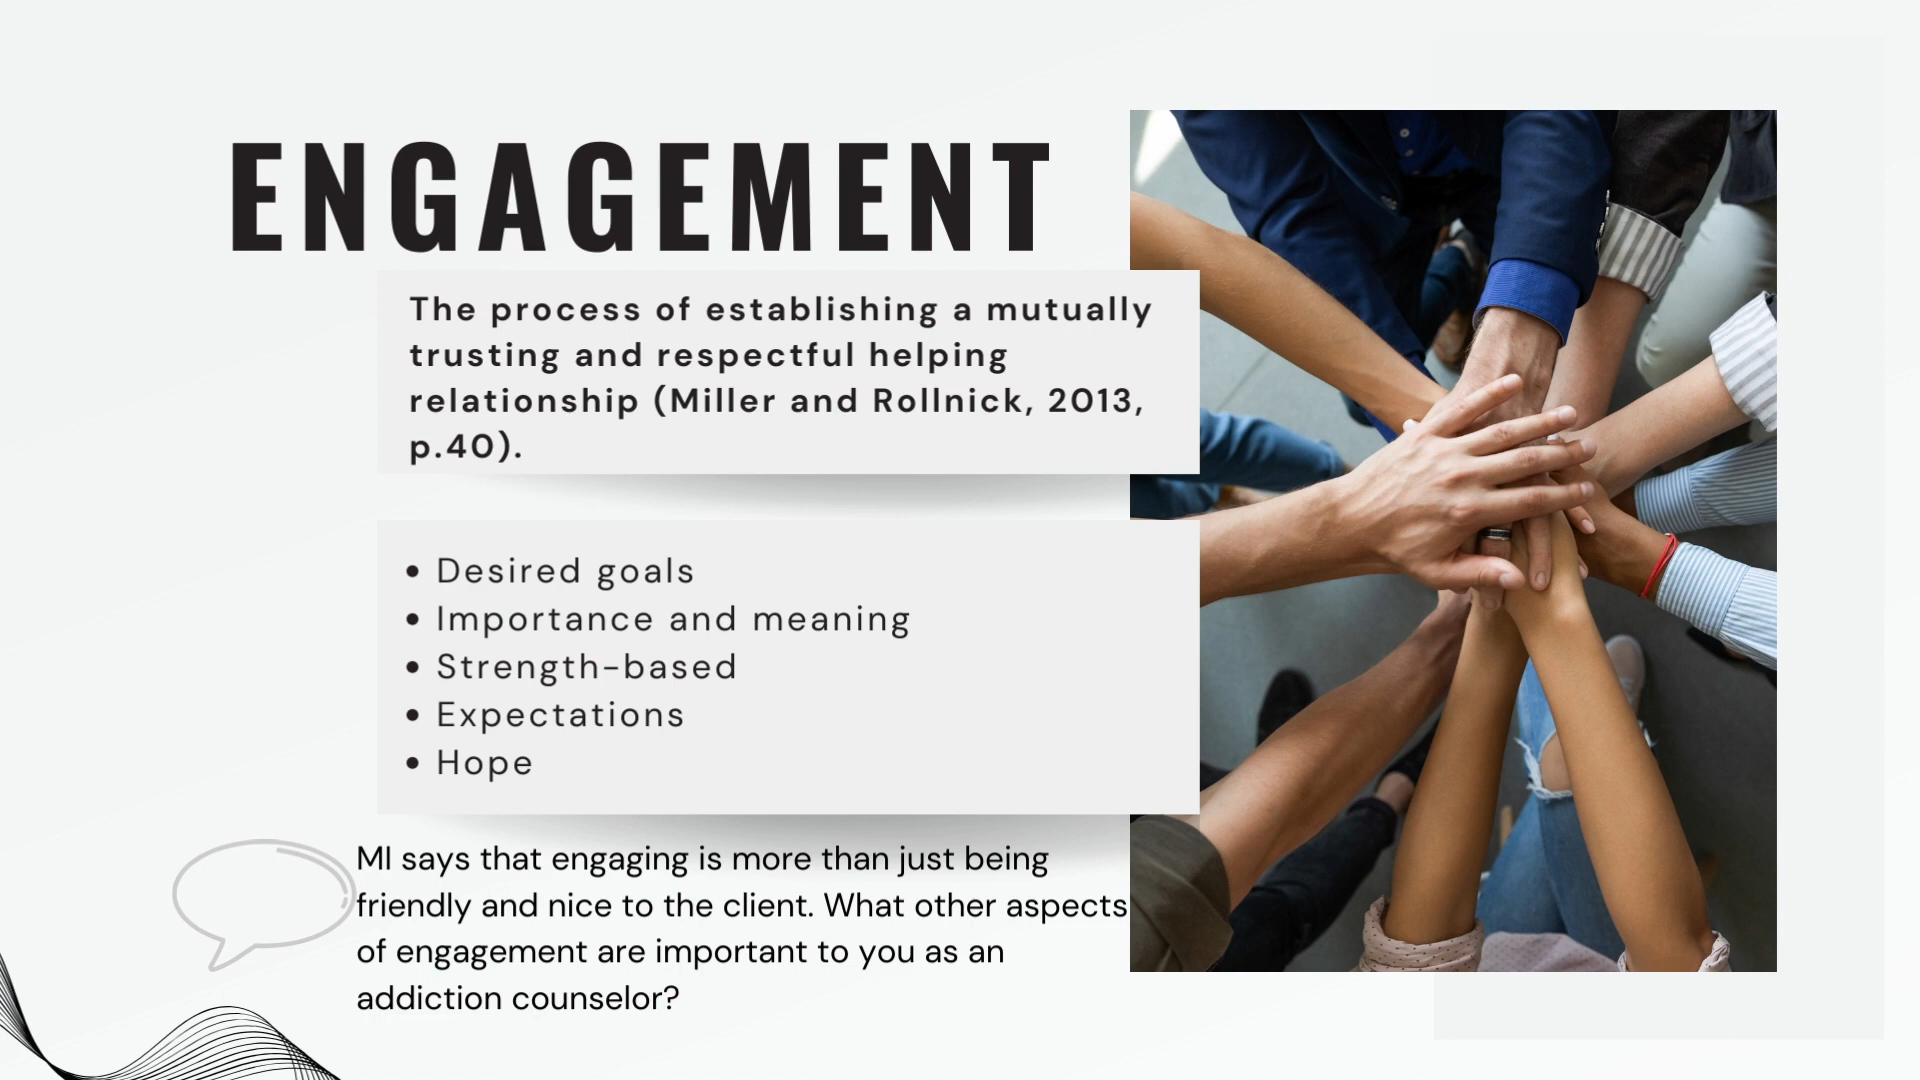 ENGAGEMENT
The process of establishing a mutually
trusting and respectful helping
relationship (Miller and Rollnick, 2013,
p.40).
• Desired goals
• Importance and meaning
• Strength-based
• Expectations
• Hope
MI says that engaging is more than just being
friendly and nice to the client. What other aspects
of engagement are important to you as an
addiction counselor?